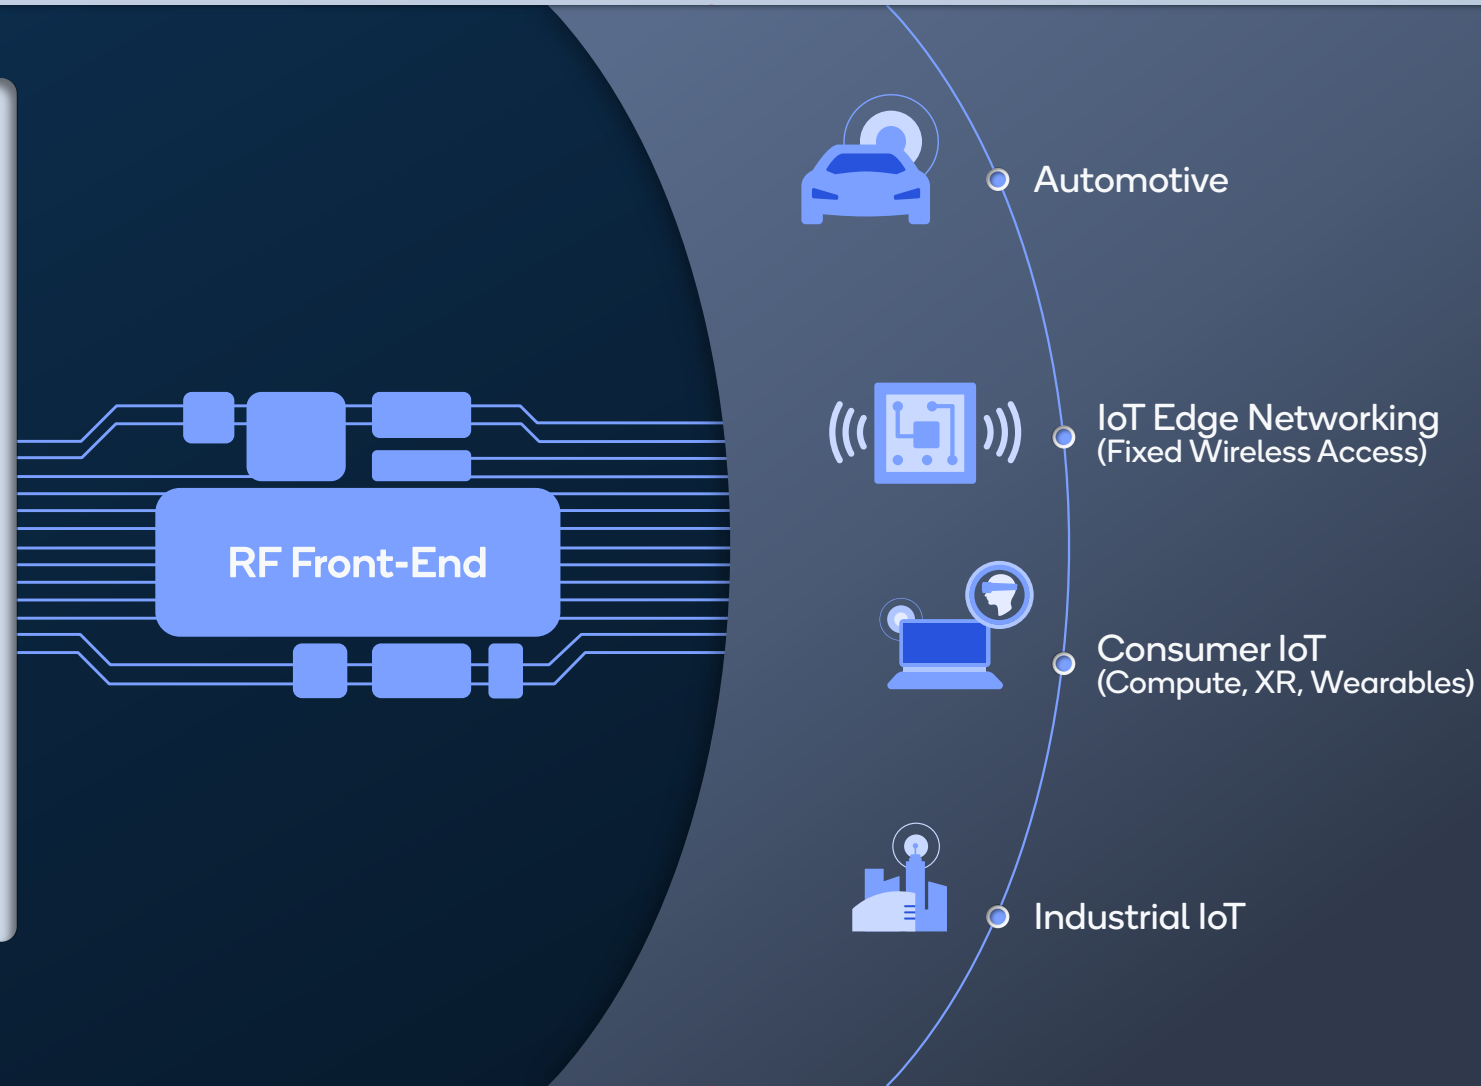 RF Front-End
Automotive
IoT Edge Networking
(Fixed Wireless Access)
Consumer IoT
(Compute, XR, Wearables)
Industrial IoT